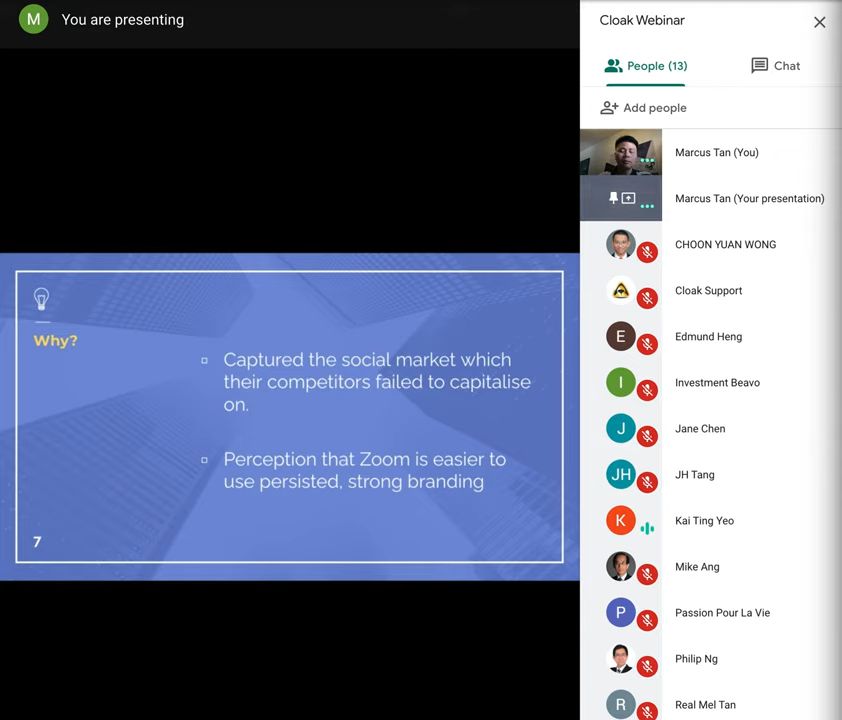 M
You are presenting
Why?
Captured the social market which
their competitors failed to capitalise
on.
Perception that Zoom is easier to
use persisted, strong branding
7
Cloak Webinar
People (13)
Chat
Add people
Marcus Tan (You)
Marcus Tan (Your presentation)
CHOON YUAN WONG
Cloak Support
E
Edmund Heng
I
Investment Beavo
J
Jane Chen
JH
JH Tang
K
Kai Ting Yeo
Mike Ang
P
Passion Pour La Vie
Philip Ng
R
Real Mel Tan